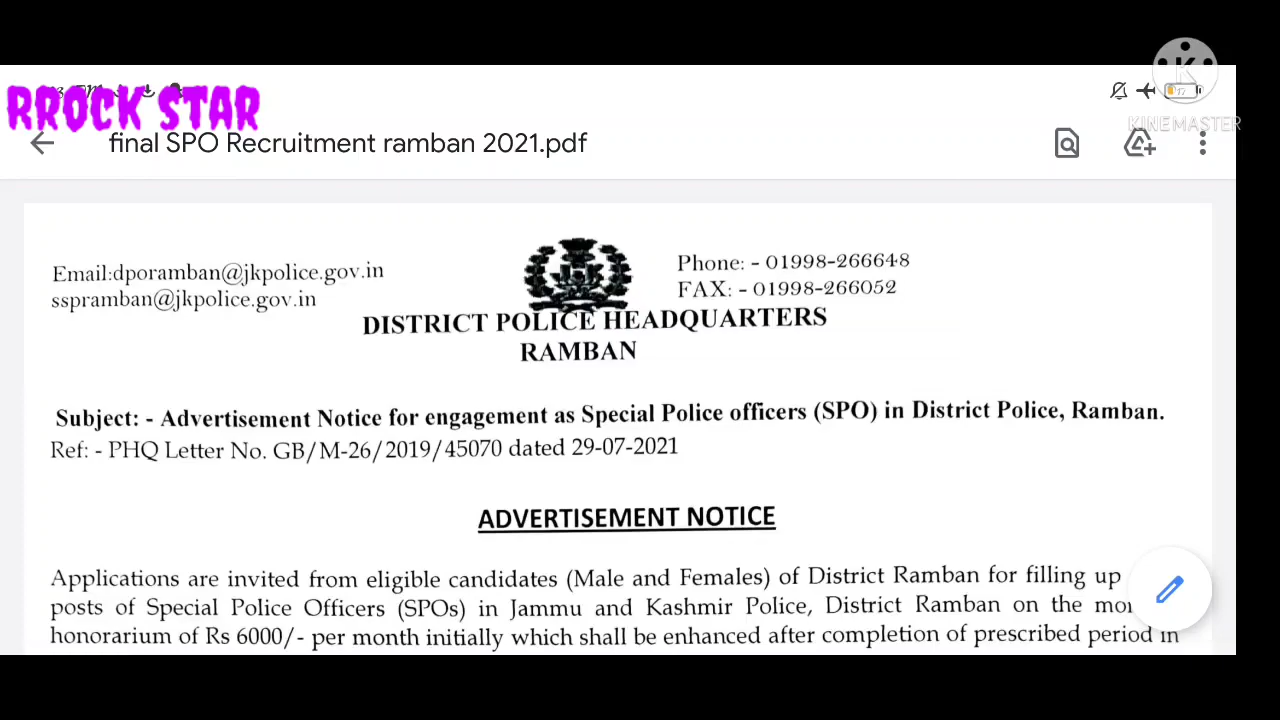 RROCK STAR
17
KINEMASTER
final SPO Recruitment ramban 2021.pdf
Email:dporamban@jkpolice.gov.in
sspramban@jkpolice.gov.in
Phone: - 01998-266648
FAX: - 01998-266052
DISTRICT POLICE HEADQUARTERS
RAMBAN
Subject: - Advertisement Notice for engagement as Special Police officers (SPO) in District Police, Ramban.
Ref: - PHQ Letter No. GB/M-26/2019/45070 dated 29-07-2021
ADVERTISEMENT NOTICE
Applications are invited from eligible candidates (Male and Females) of District Ramban for filling up
posts of Special Police Officers (SPOs) in Jammu and Kashmir Police, District Ramban on the
honorarium of Rs 6000/- per month initially which shall be enhanced after completion of prescribed period in